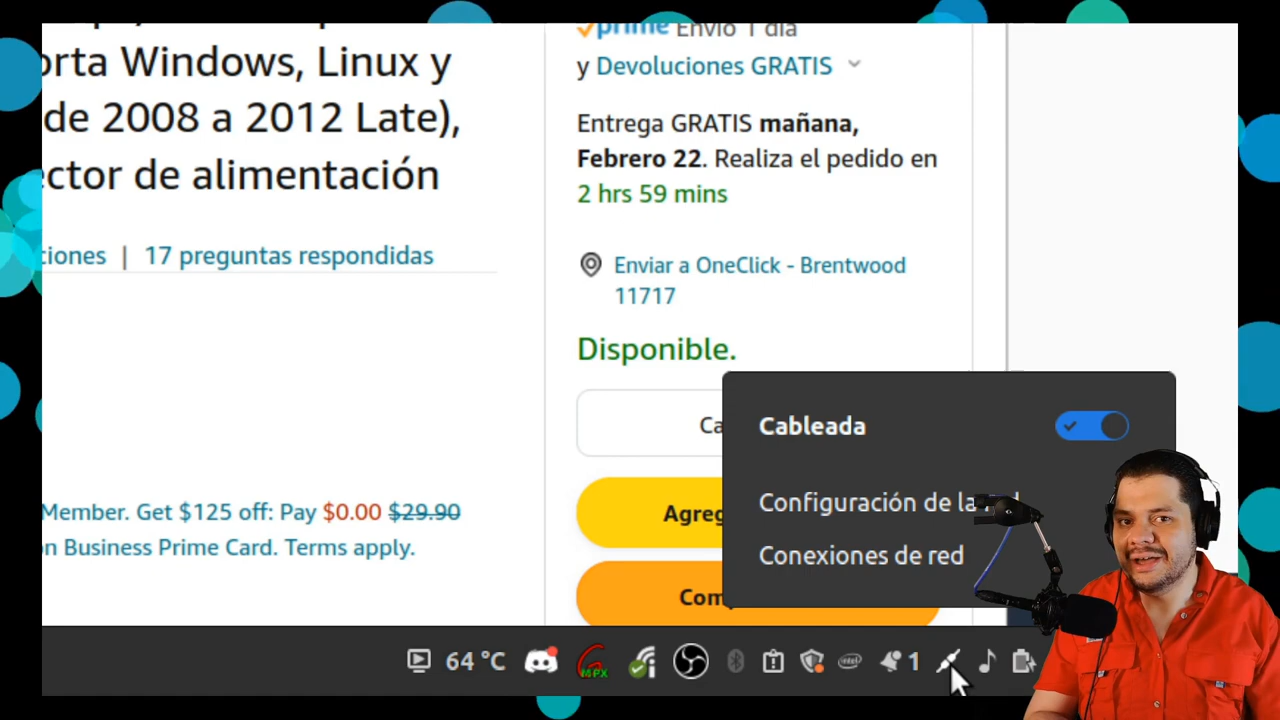 orta Windows, Linux y
de 2008 a 2012 Late),
ector de alimentación
ciones | 17 preguntas respondidas
Member. Get $125 off: Pay $0.00 $29.90
on Business Prime Card. Terms apply.
prime Envío 1 día
y Devoluciones GRATIS
Entrega GRATIS mañana,
Febrero 22. Realiza el pedido en
2 hrs 59 mins
Enviar a OneClick - Brentwood
11717
Disponible.
Ca
Agreg
Com
Cableada
Configuración de la
Conexiones de red
64 °C
MPX
intel
1